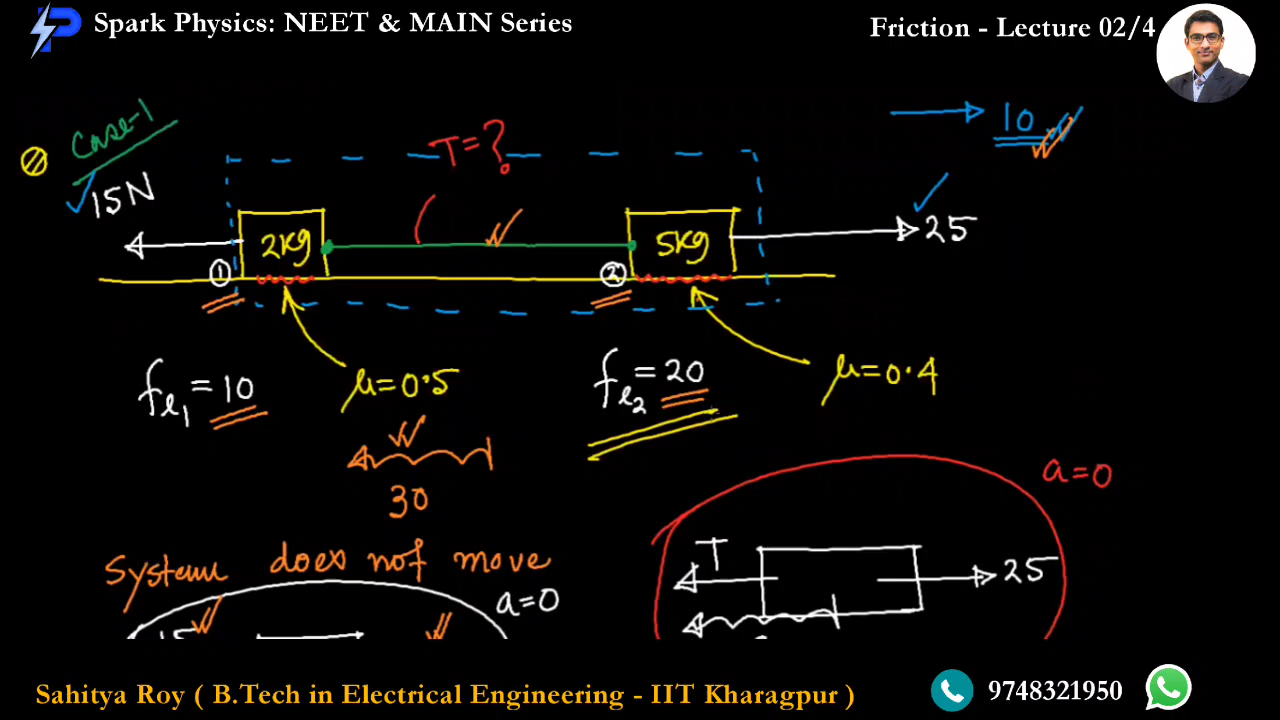 Spark Physics: NEET & MAIN Series
Friction - Lecture 02/4
Case-1
T=?
10
15N
2kg
5kg
25
①
②
fℓ₁ = 10
μ=0.5
fℓ₂ = 20
μ=0.4
30
a=0
System does not move
T
25
a=0
15
Sahitya Roy ( B.Tech in Electrical Engineering - IIT Kharagpur )
9748321950